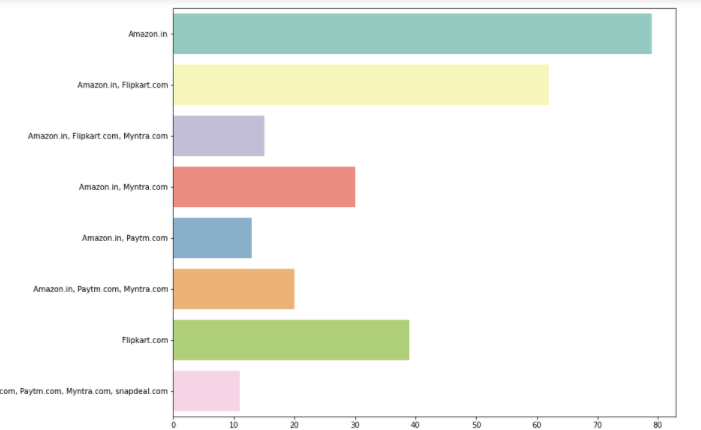 Amazon.in
Amazon.in, Flipkart.com
Amazon.in, Flipkart.com, Myntra.com
Amazon.in, Myntra.com
Amazon.in, Paytm.com
Amazon.in, Paytm.com, Myntra.com
Flipkart.com
com, Paytm.com, Myntra.com, snapdeal.com
0 10 20 30 40 50 60 70 80